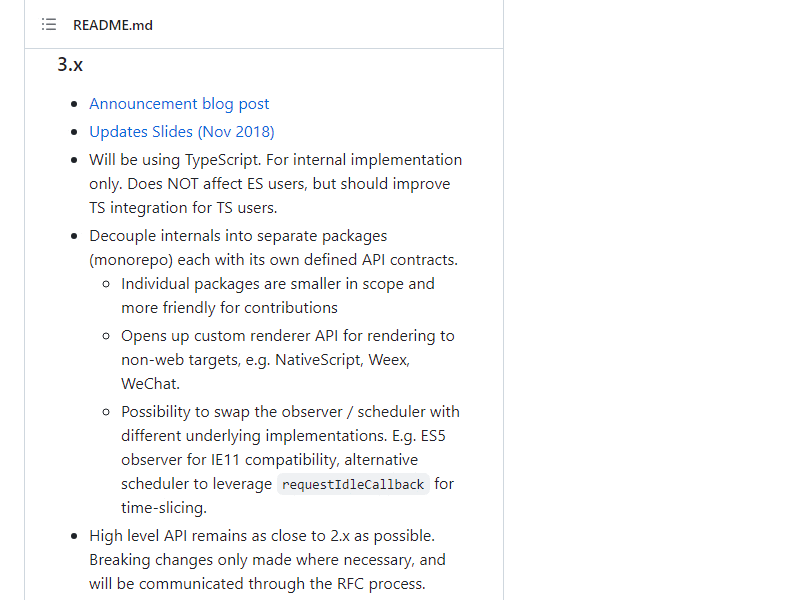 README.md
3.x
Announcement blog post
Updates Slides (Nov 2018)
Will be using TypeScript. For internal implementation
only. Does NOT affect ES users, but should improve
TS integration for TS users.
Decouple internals into separate packages
(monorepo) each with its own defined API contracts.
Individual packages are smaller in scope and
more friendly for contributions
Opens up custom renderer API for rendering to
non-web targets, e.g. NativeScript, Weex,
WeChat.
Possibility to swap the observer / scheduler with
different underlying implementations. E.g. ES5
observer for IE11 compatibility, alternative
scheduler to leverage requestIdleCallback for
time-slicing.
High level API remains as close to 2.x as possible.
Breaking changes only made where necessary, and
will be communicated through the RFC process.